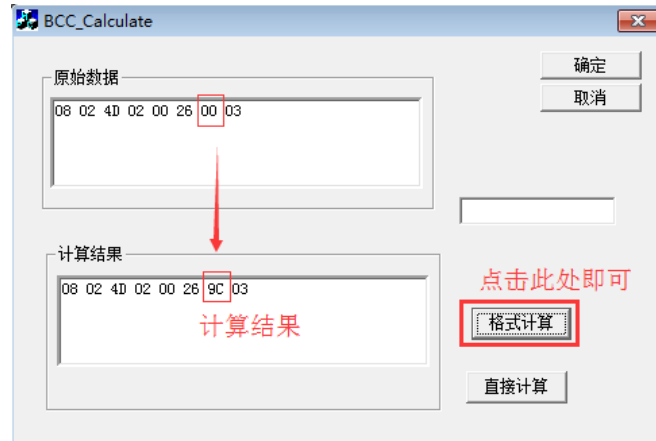 BCC_Calculate
确定
取消
原始数据
08 02 4D 02 00 26 00 03
计算结果
08 02 4D 02 00 26 9C 03
计算结果
点击此处即可
格式计算
直接计算